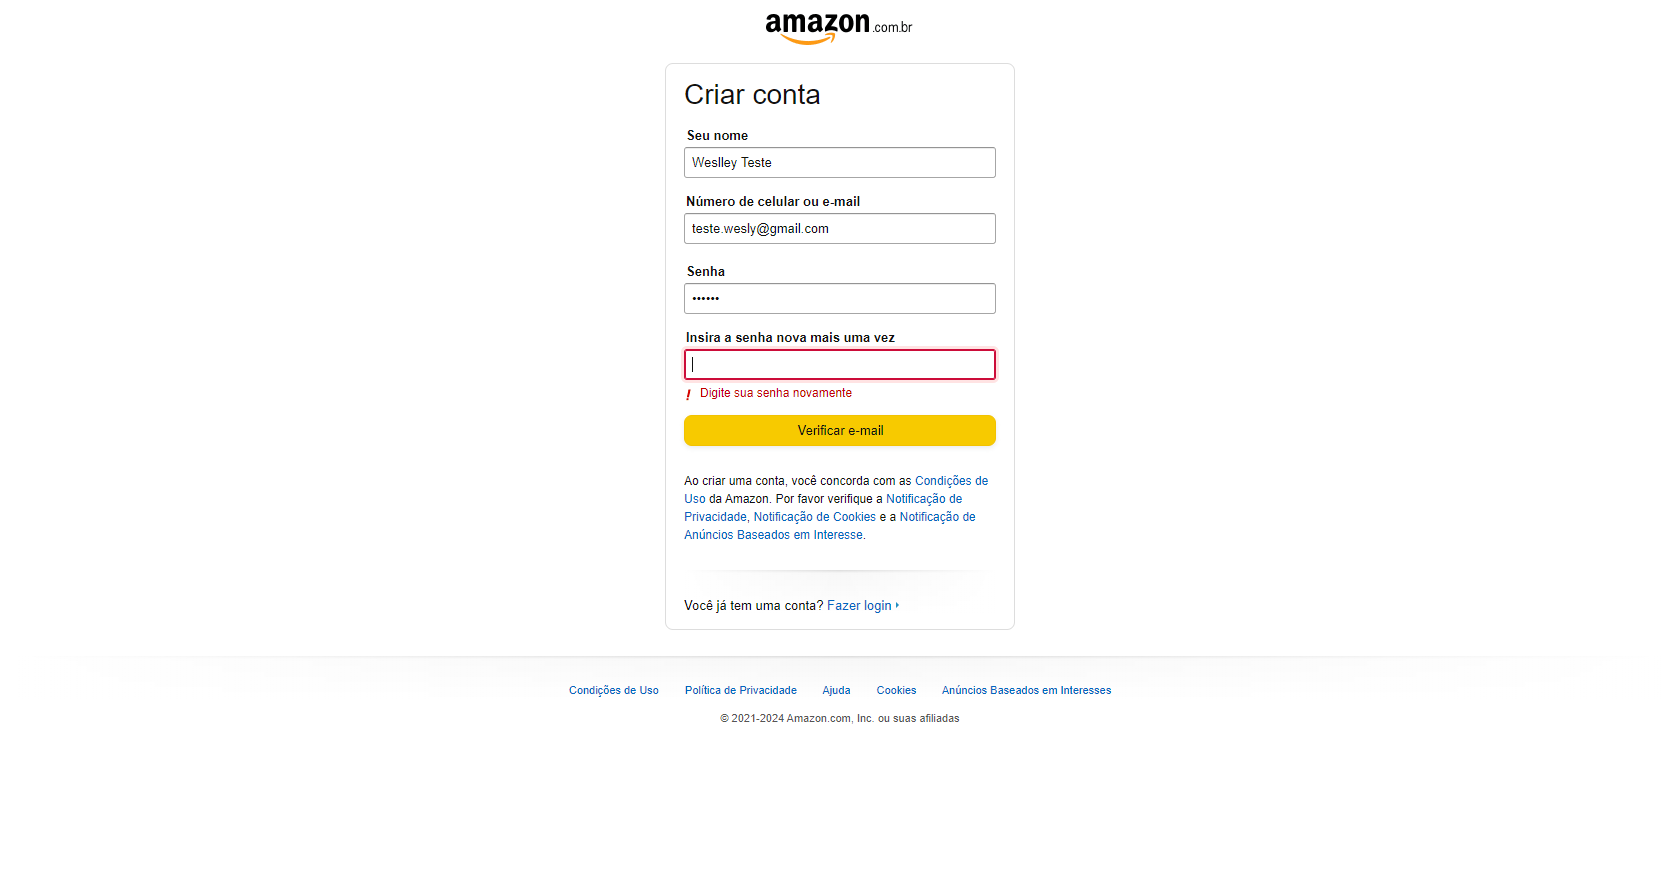 amazon.com.br
Criar conta
Seu nome
Weslley Teste
Número de celular ou e-mail
teste.wesly@gmail.com
Senha
••••••
Insira a senha nova mais uma vez
! Digite sua senha novamente
Verificar e-mail
Ao criar uma conta, você concorda com as Condições de
Uso da Amazon. Por favor verifique a Notificação de
Privacidade, Notificação de Cookies e a Notificação de
Anúncios Baseados em Interesse.
Você já tem uma conta? Fazer login
Condições de Uso Política de Privacidade Ajuda Cookies Anúncios Baseados em Interesses
© 2021-2024 Amazon.com, Inc. ou suas afiliadas